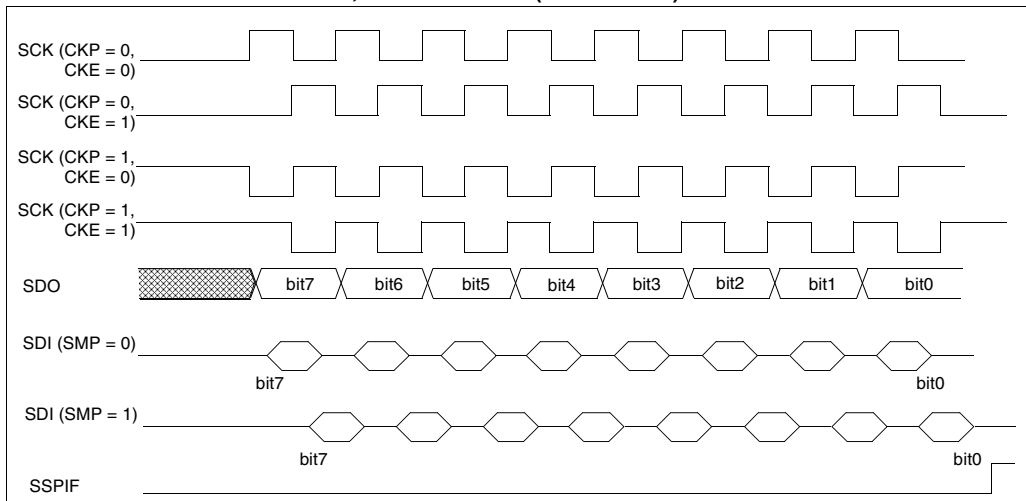 SCK (CKP = 0,
CKE = 0)
SCK (CKP = 0,
CKE = 1)
SCK (CKP = 1,
CKE = 0)
SCK (CKP = 1,
CKE = 1)
SDO bit7 bit6 bit5 bit4 bit3 bit2 bit1 bit0
SDI (SMP = 0)
bit7 bit0
SDI (SMP = 1)
bit7 bit0
SSPIF